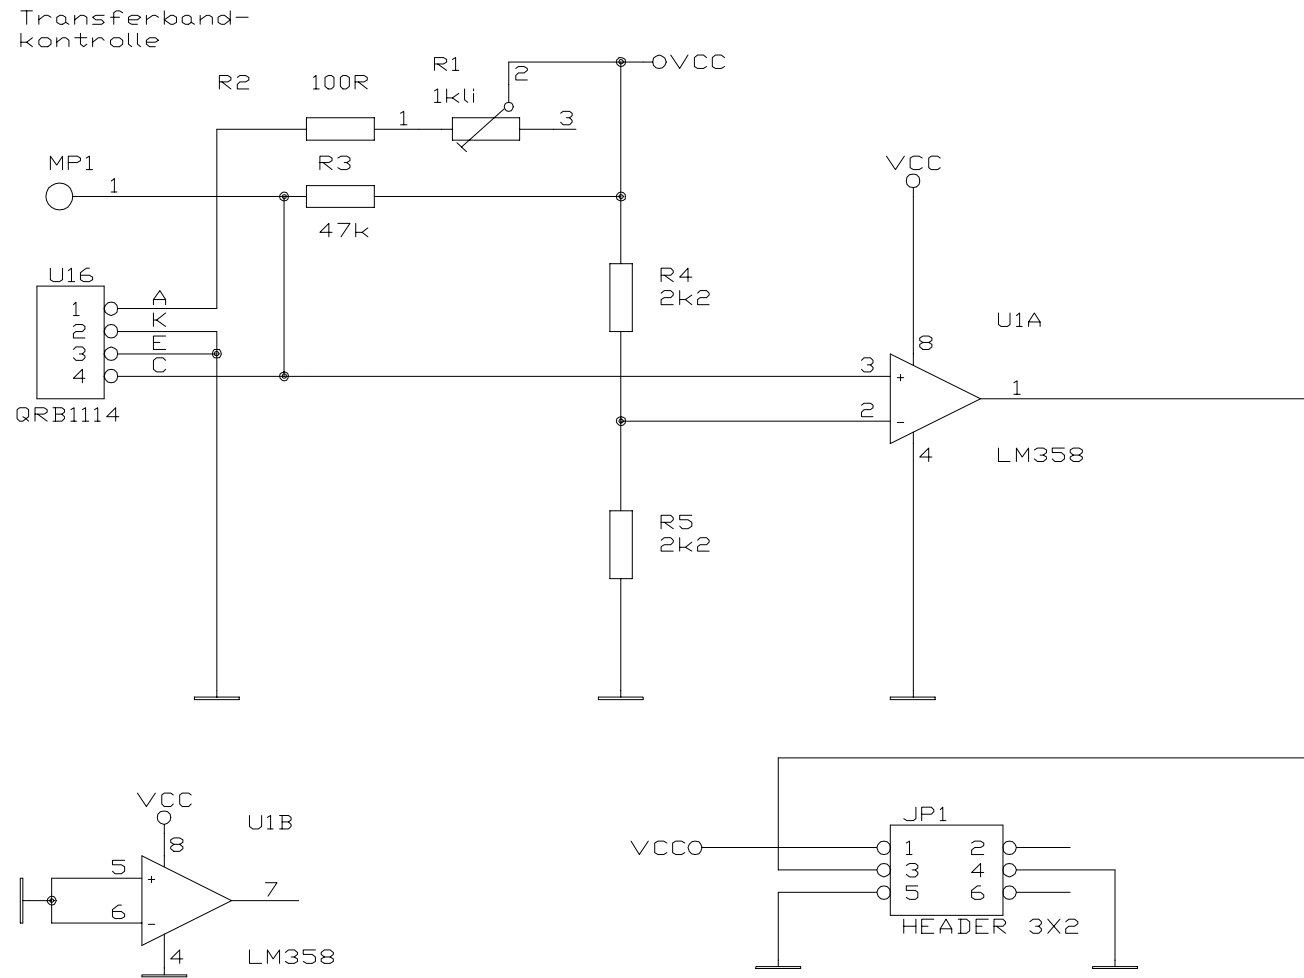 Transferband-
kontrolle
R2 100R
R1
1kli
2
VCC
1
3
MP1
1
R3
47k
VCC
U16
1 A
2 K
3 E
4 C
QRB1114
R4
2k2
U1A
8
3
+
2
-
1
4
LM358
R5
2k2
VCC
8
U1B
5
+
6
-
7
4
LM358
JP1
VCC
1 2
3 4
5 6
HEADER 3X2